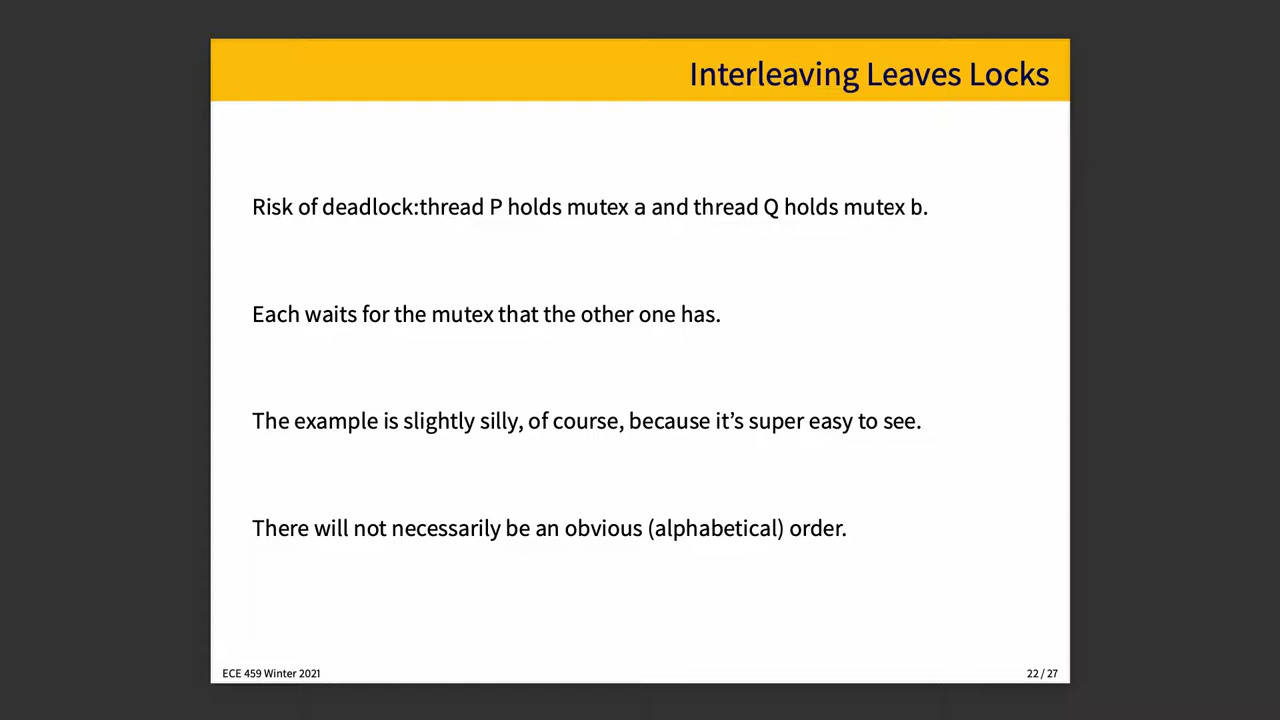 Interleaving Leaves Locks
Risk of deadlock:thread P holds mutex a and thread Q holds mutex b.
Each waits for the mutex that the other one has.
The example is slightly silly, of course, because it’s super easy to see.
There will not necessarily be an obvious (alphabetical) order.
ECE 459 Winter 2021
22 / 27